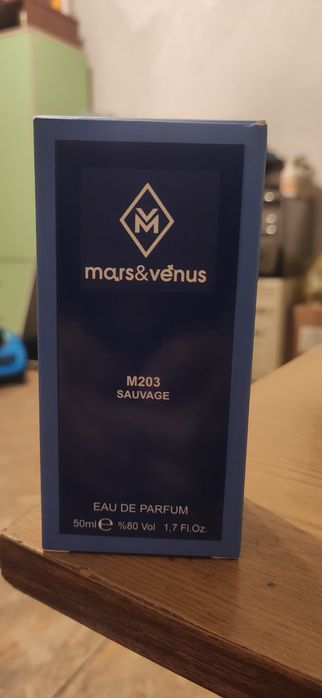 mars&venus
M203
SAUVAGE
EAU DE PARFUM
50ml e %80 Vol 1.7 Fl.Oz.